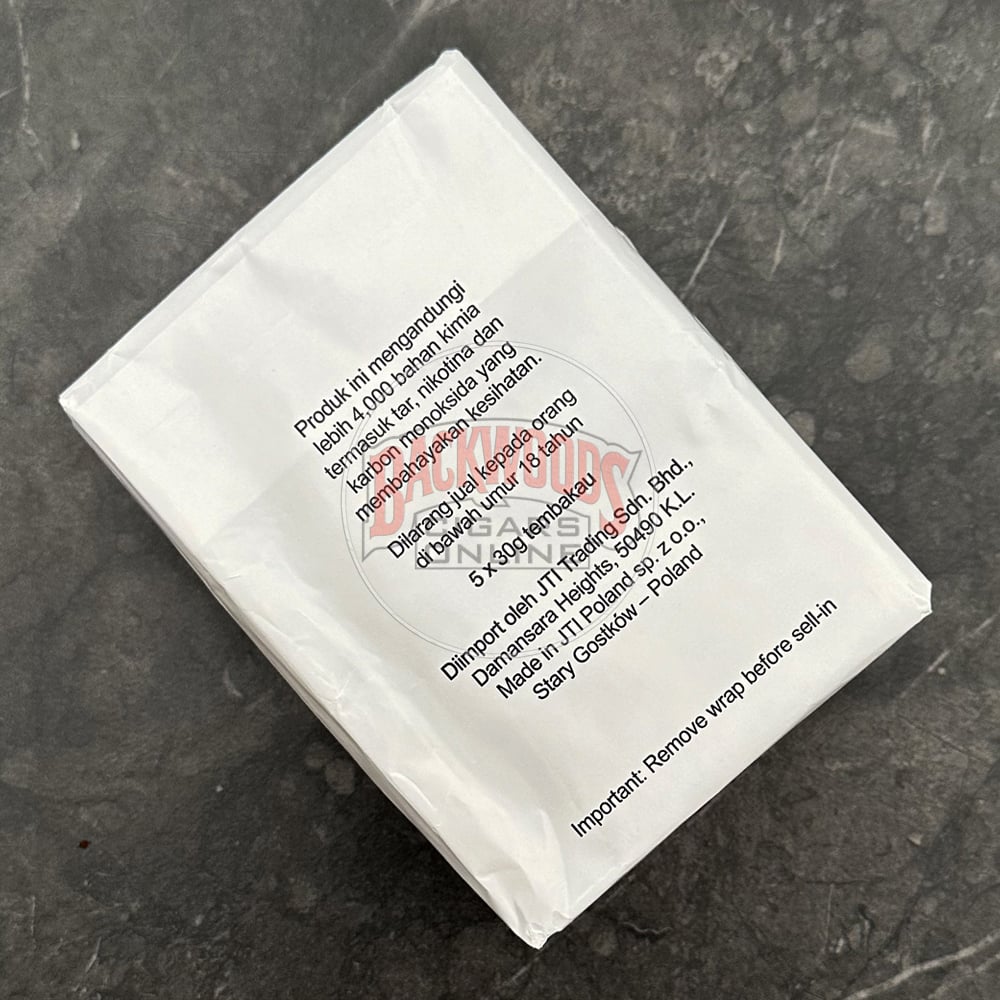 Produk ini mengandungi
lebih 4,000 bahan kimia
termasuk tar, nikotina dan
karbon monoksida yang
membahayakan kesihatan.
Dilarang jual kepada orang
di bawah umur 18 tahun
5 x 30g tembakau
Diimport oleh JTI Trading Sdn. Bhd.,
Damansara Heights, 50490 K.L.
Made in JTI Poland sp. z o.o.,
Stary Gostków – Poland
Important: Remove wrap before sell-in
BACKWOODS
CIGARS
ONLINE